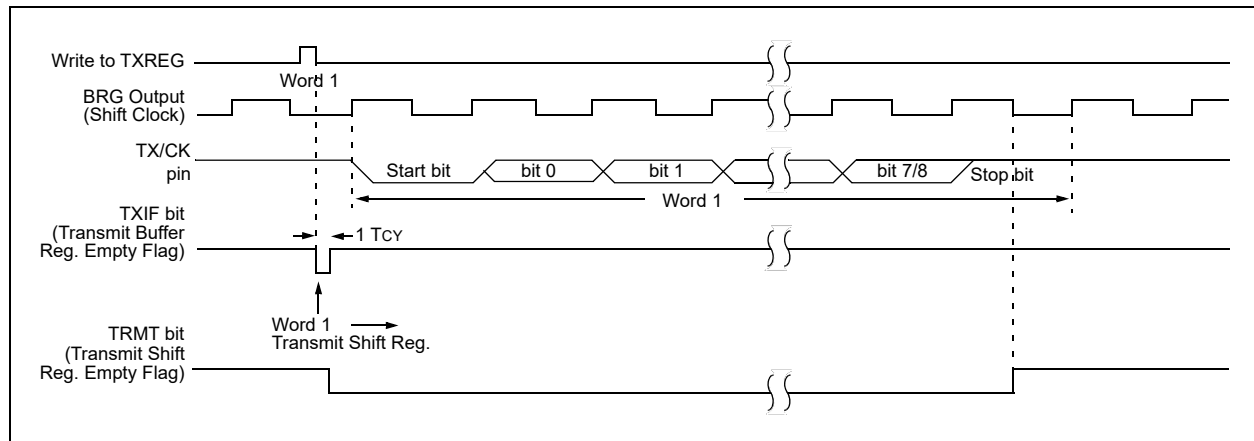 Write to TXREG
Word 1
BRG Output
(Shift Clock)
TX/CK
pin
Start bit
bit 0
bit 1
bit 7/8
Stop bit
Word 1
TXIF bit
(Transmit Buffer
Reg. Empty Flag)
1 TCY
Word 1
Transmit Shift Reg.
TRMT bit
(Transmit Shift
Reg. Empty Flag)